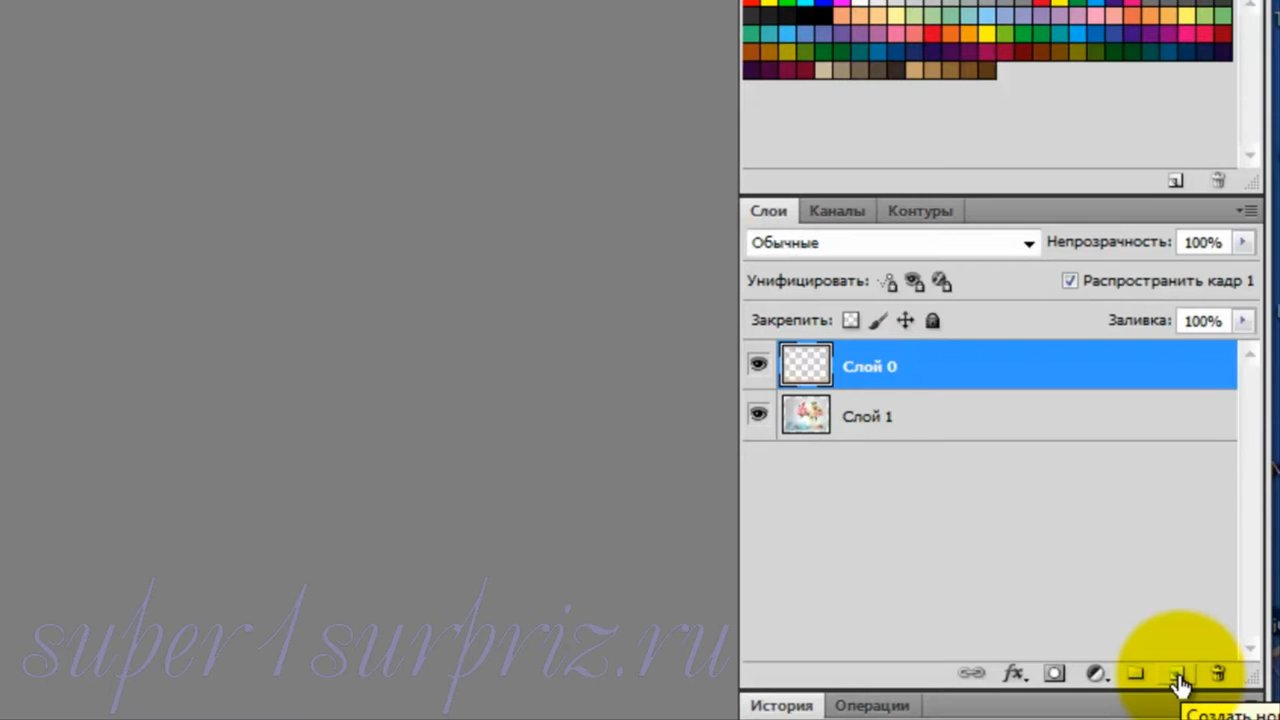 Слои Каналы Контуры
Обычные Непрозрачность: 100%
Унифицировать: Распространить кадр 1
Закрепить: Заливка: 100%
Слой 0
Слой 1
super1surpriz.ru
fx
История Операции
Создать но